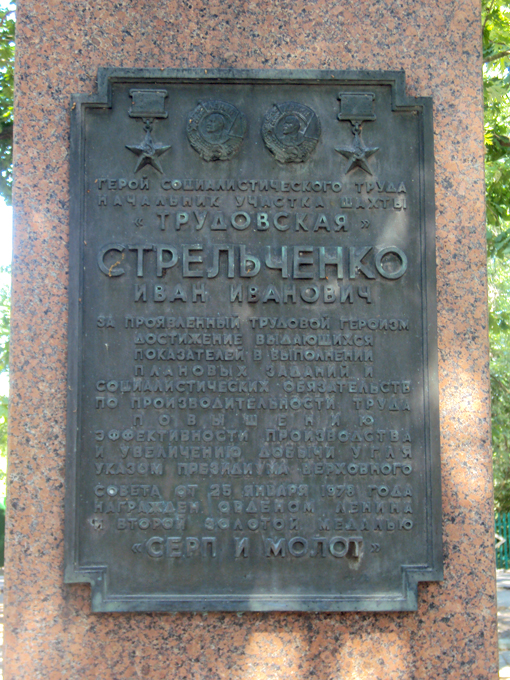 ГЕРОЙ СОЦИАЛИСТИЧЕСКОГО ТРУДА
НАЧАЛЬНИК УЧАСТКА ШАХТЫ
« ТРУДОВСКАЯ »
СТРЕЛЬЧЕНКО
ИВАН ИВАНОВИЧ
ЗА ПРОЯВЛЕННЫЙ ТРУДОВОЙ ГЕРОИЗМ
ДОСТИЖЕНИЕ ВЫДАЮЩИХСЯ
ПОКАЗАТЕЛЕЙ В ВЫПОЛНЕНИИ
ПЛАНОВЫХ ЗАДАНИЙ И
СОЦИАЛИСТИЧЕСКИХ ОБЯЗАТЕЛЬСТВ
ПО ПРОИЗВОДИТЕЛЬНОСТИ ТРУДА
ПОВЫШЕНИЮ
ЭФФЕКТИВНОСТИ ПРОИЗВОДСТВА
И УВЕЛИЧЕНИЮ ДОБЫЧИ УГЛЯ
УКАЗОМ ПРЕЗИДИУМА ВЕРХОВНОГО
СОВЕТА ОТ 25 ЯНВАРЯ 1978 ГОДА
НАГРАЖДЕН ОРДЕНОМ ЛЕНИНА
И ВТОРОЙ ЗОЛОТОЙ МЕДАЛЬЮ
«СЕРП И МОЛОТ»